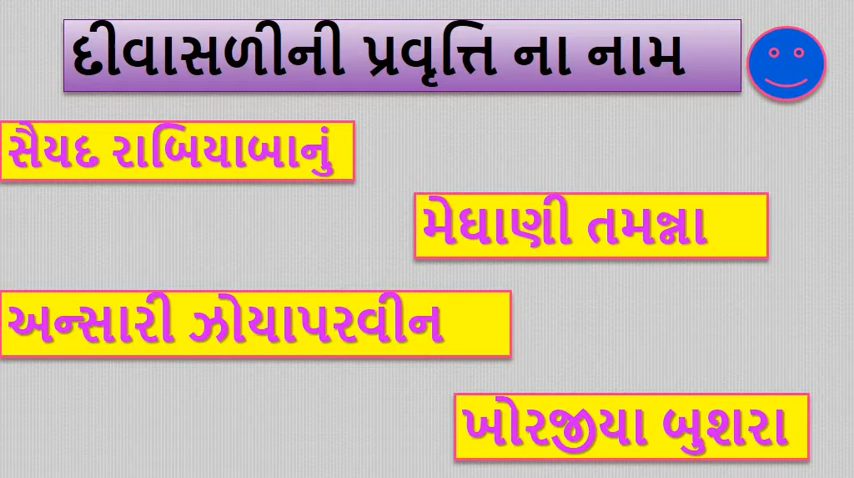 દીવાસળીની પ્રવૃત્તિ ના નામ
સૈયદ રાબિયાબાનું
મેઘાણી તમન્ના
અન્સારી ઝોયાપરવીન
ખોરજીયા બુશરા